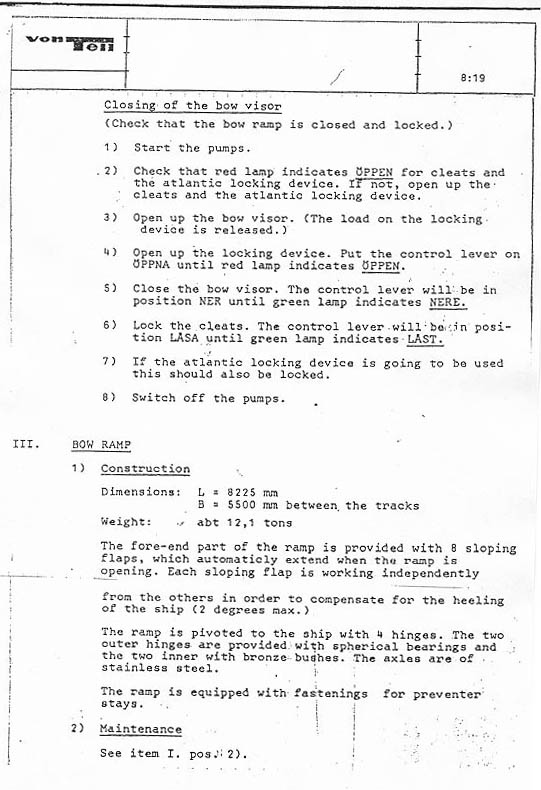 von
Tell
8:19
Closing of the bow visor
(Check that the bow ramp is closed and locked.)
1) Start the pumps.
2) Check that red lamp indicates ÖPPEN for cleats and
the atlantic locking device. If not, open up the
cleats and the atlantic locking device.
3) Open up the bow visor. (The load on the locking
device is released.)
4) Open up the locking device. Put the control lever on
ÖPPNA until red lamp indicates ÖPPEN.
5) Close the bow visor. The control lever will be in
position NER until green lamp indicates NERE.
6) Lock the cleats. The control lever will be in posi-
tion LASA until green lamp indicates LAST.
7) If the atlantic locking device is going to be used
this should also be locked.
8) Switch off the pumps.
III. BOW RAMP
1) Construction
Dimensions: L = 8225 mm
B = 5500 mm between the tracks
Weight: abt 12,1 tons
The fore-end part of the ramp is provided with 8 sloping
flaps, which automaticly extend when the ramp is
opening. Each sloping flap is working independently
from the others in order to compensate for the heeling
of the ship (2 degrees max.)
The ramp is pivoted to the ship with 4 hinges. The two
outer hinges are provided with spherical bearings and
the two inner with bronze bushes. The axles are of
stainless steel.
The ramp is equipped with fastenings for preventer
stays.
2) Maintenance
See item I. pos. 2).